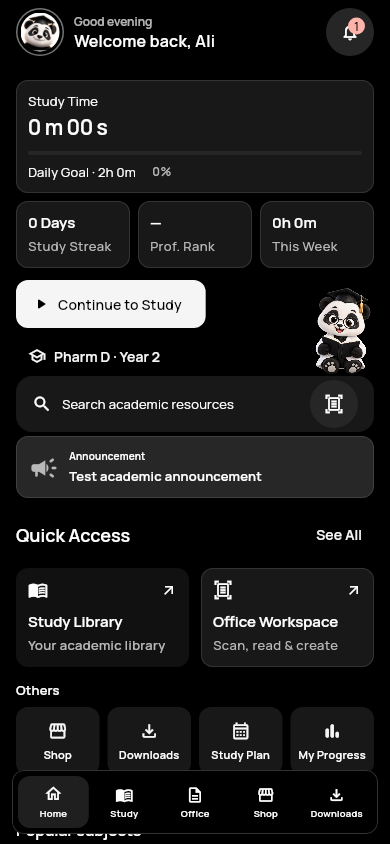 Good evening
Welcome back, Ali
1
Study Time
0 m 00 s
Daily Goal · 2h 0m 0%
0 Days
Study Streak
—
Prof. Rank
0h 0m
This Week
Continue to Study
Pharm D · Year 2
Search academic resources
Announcement
Test academic announcement
Quick Access
See All
Study Library
Your academic library
Office Workspace
Scan, read & create
Others
Shop
Downloads
Study Plan
My Progress
Home
Study
Office
Shop
Downloads
Popular Subjects